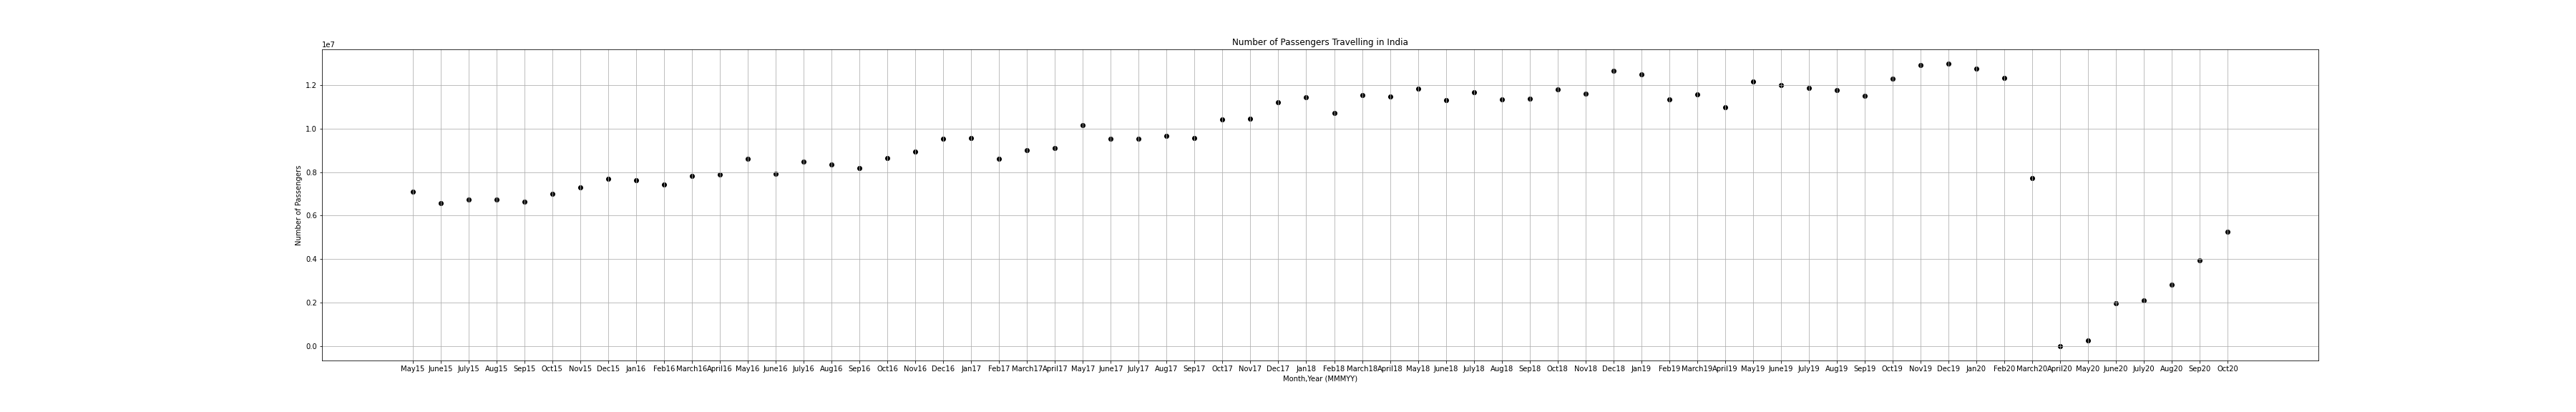 Number of Passengers Travelling in India
1e7
1.2
1.0
0.8
0.6
0.4
0.2
0.0
Number of Passengers
May15 June15 July15 Aug15 Sep15 Oct15 Nov15 Dec15 Jan16 Feb16 March16 April16 May16 June16 July16 Aug16 Sep16 Oct16 Nov16 Dec16 Jan17 Feb17 March17 April17 May17 June17 July17 Aug17 Sep17 Oct17 Nov17 Dec17 Jan18 Feb18 March18 April18 May18 June18 July18 Aug18 Sep18 Oct18 Nov18 Dec18 Jan19 Feb19 March19 April19 May19 June19 July19 Aug19 Sep19 Oct19 Nov19 Dec19 Jan20 Feb20 March20 April20 May20 June20 July20 Aug20 Sep20 Oct20
Month,Year (MMMYY)